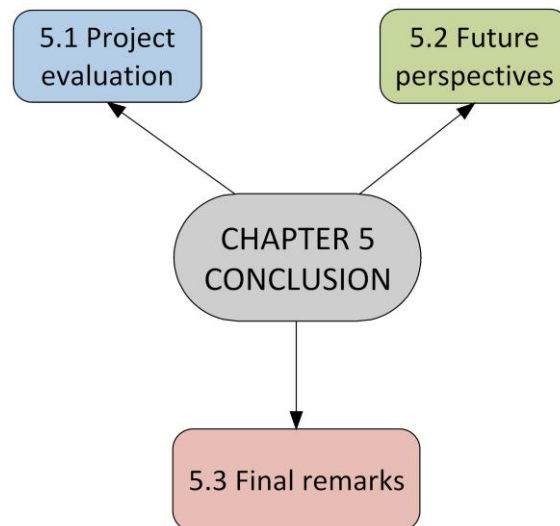 5.1 Project
evaluation
5.2 Future
perspectives
CHAPTER 5
CONCLUSION
5.3 Final remarks